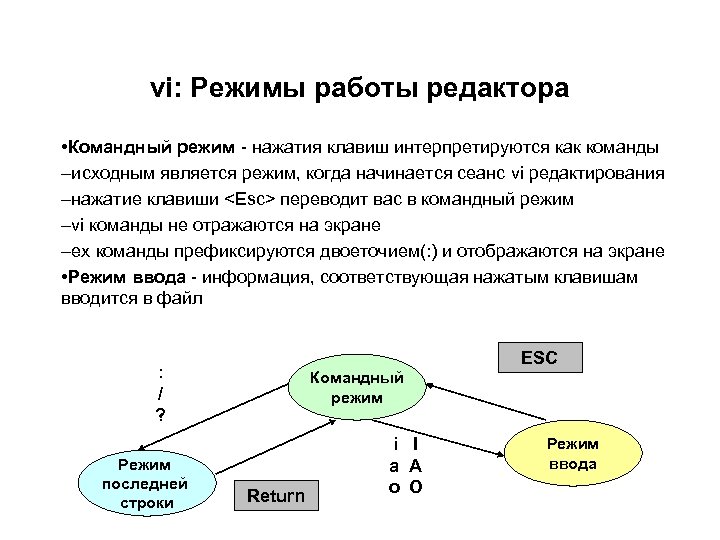 vi: Режимы работы редактора
•Командный режим - нажатия клавиш интерпретируются как команды
–исходным является режим, когда начинается сеанс vi редактирования
–нажатие клавиши <Esc> переводит вас в командный режим
–vi команды не отражаются на экране
–ex команды префиксируются двоеточием(: ) и отображаются на экране
•Режим ввода - информация, соответствующая нажатым клавишам
вводится в файл
ESC
:
/
?
Командный
режим
i I
a A
o O
Режим
ввода
Режим
последней
строки
Return